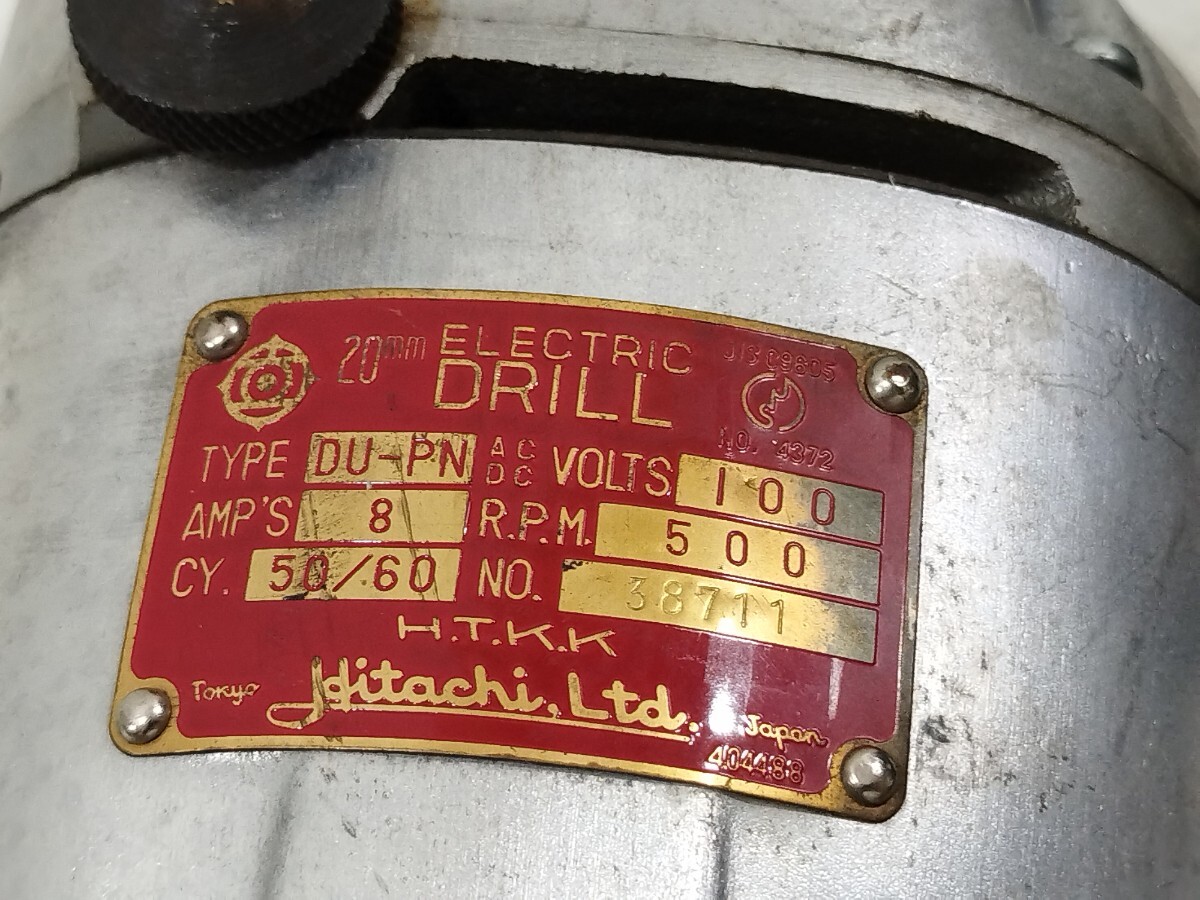 20mm ELECTRIC DRILL
JIS C9605
NO. 4372
TYPE DU-PN AC DC VOLTS 100
AMP'S 8 R.P.M. 500
CY. 50/60 NO. 38711
H.T.K.K
Tokyo Hitachi, Ltd. Japan
404488